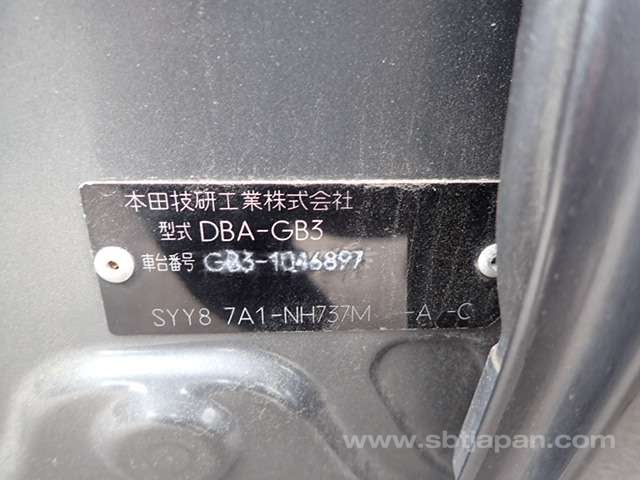 本田技研工業株式会社
型式 DBA-GB3
車台番号 GB3-1046897
SYY8 7A1-NH737M -A -C
www.sbtjapan.com